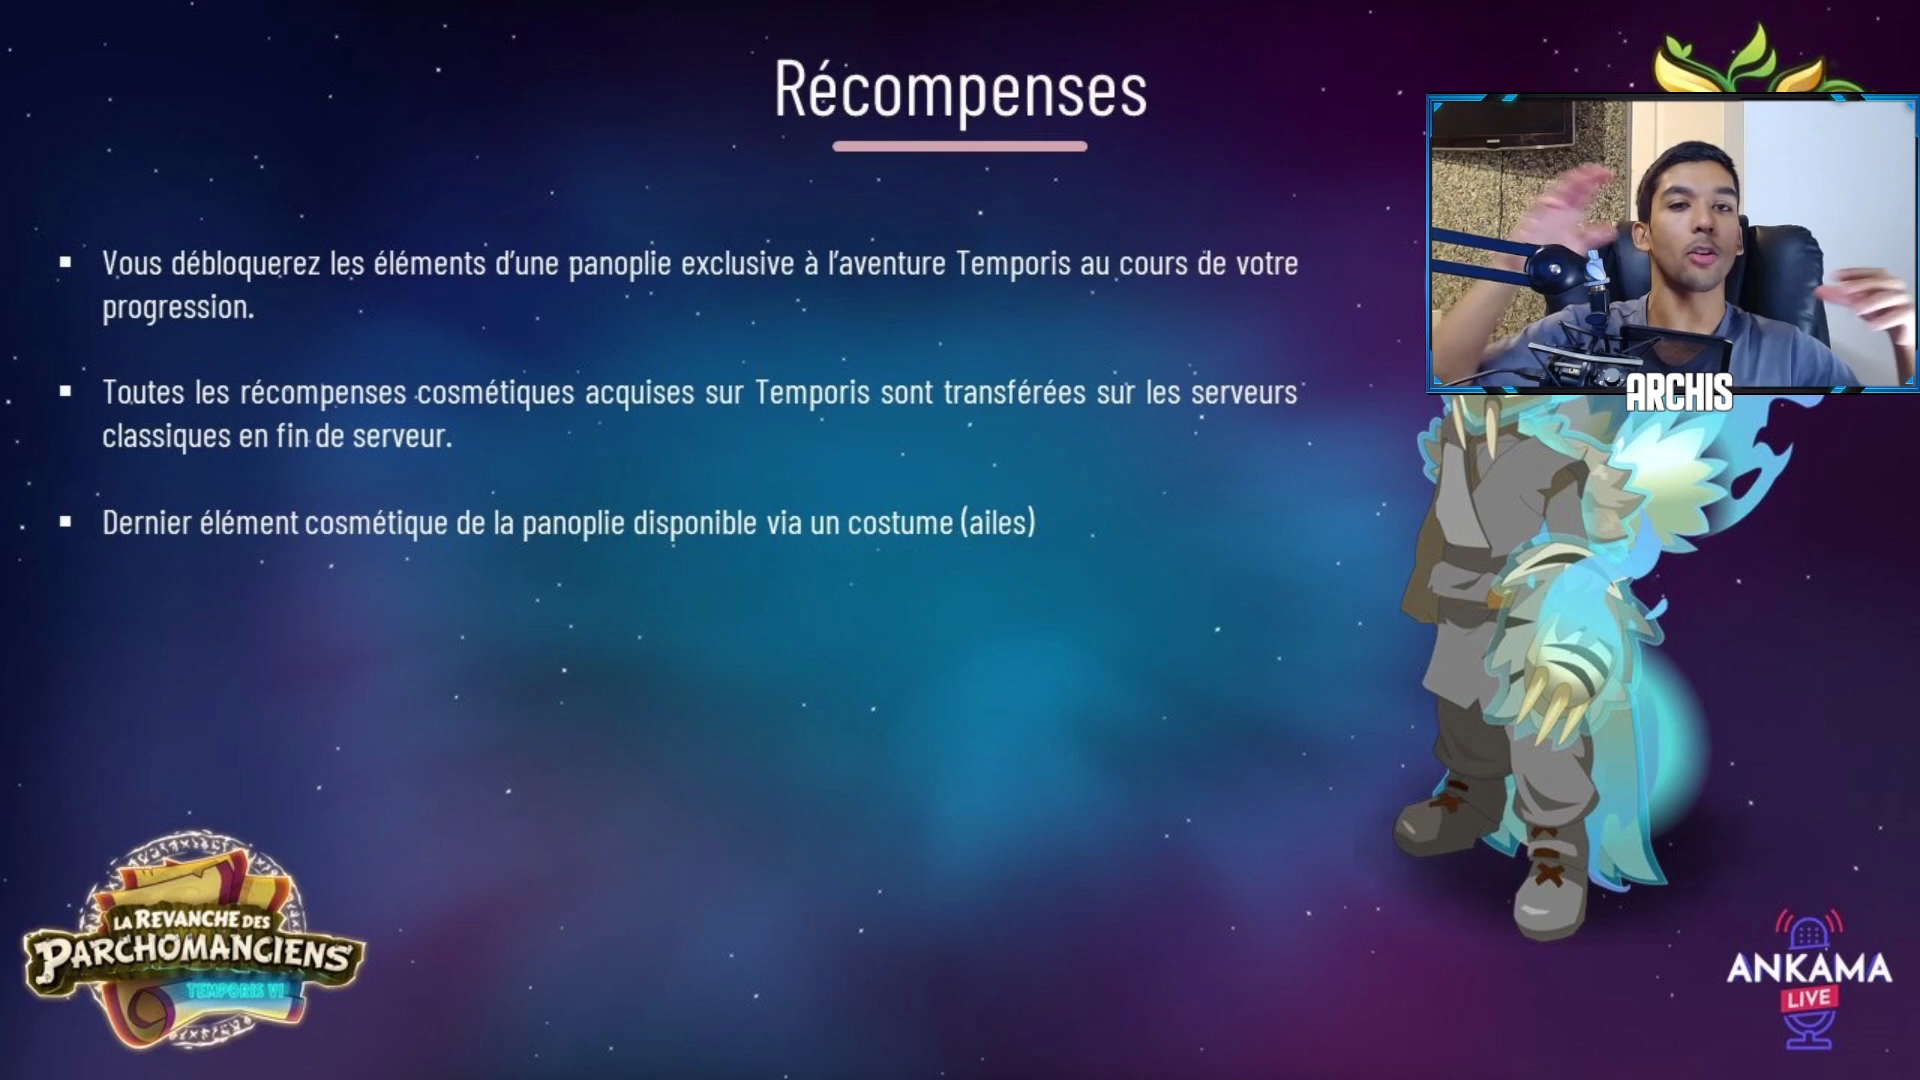 Récompenses
▪ Vous débloquerez les éléments d’une panoplie exclusive à l’aventure Temporis au cours de votre
progression.
▪ Toutes les récompenses cosmétiques acquises sur Temporis sont transférées sur les serveurs
classiques en fin de serveur.
▪ Dernier élément cosmétique de la panoplie disponible via un costume (ailes)
ARCHIS
LA REVANCHE DES
PARCHOMANCIENS
TEMPORIS VI
ANKAMA
LIVE